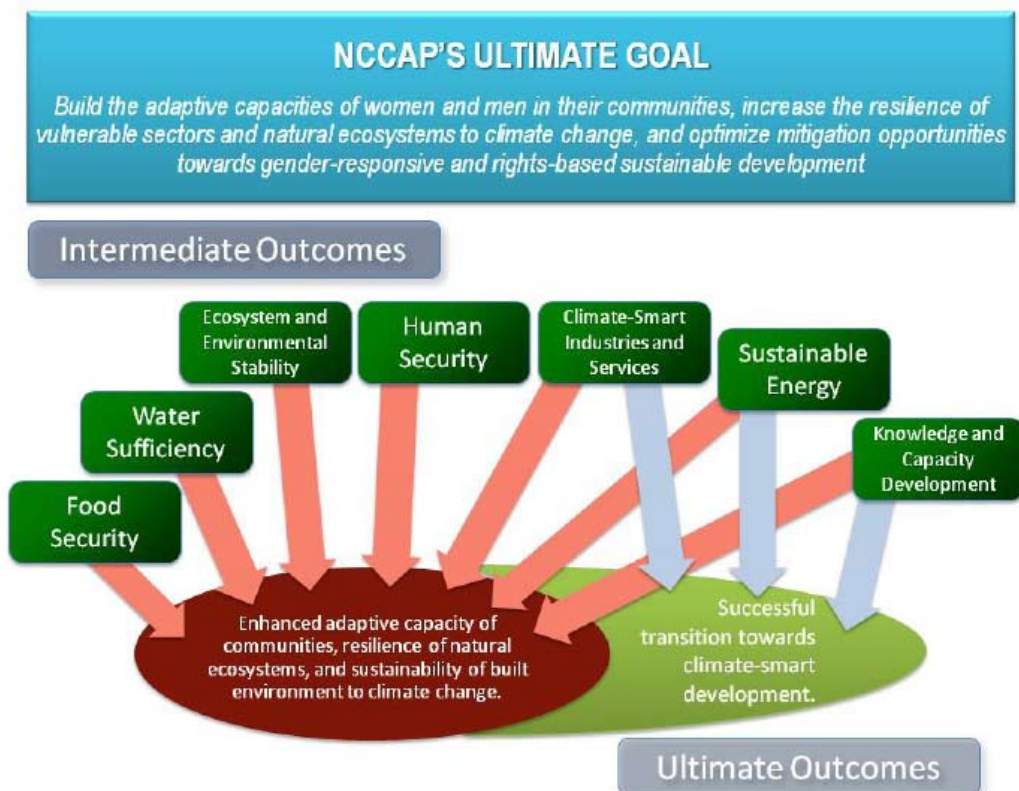 NCCAP'S ULTIMATE GOAL
Build the adaptive capacities of women and men in their communities, increase the resilience of
vulnerable sectors and natural ecosystems to climate change, and optimize mitigation opportunities
towards gender-responsive and rights-based sustainable development
Intermediate Outcomes
Food
Security
Water
Sufficiency
Ecosystem and
Environmental
Stability
Human
Security
Climate-Smart
Industries and
Services
Sustainable
Energy
Knowledge and
Capacity
Development
Enhanced adaptive capacity of
communities, resilience of natural
ecosystems, and sustainability of built
environment to climate change.
Successful
transition towards
climate-smart
development.
Ultimate Outcomes